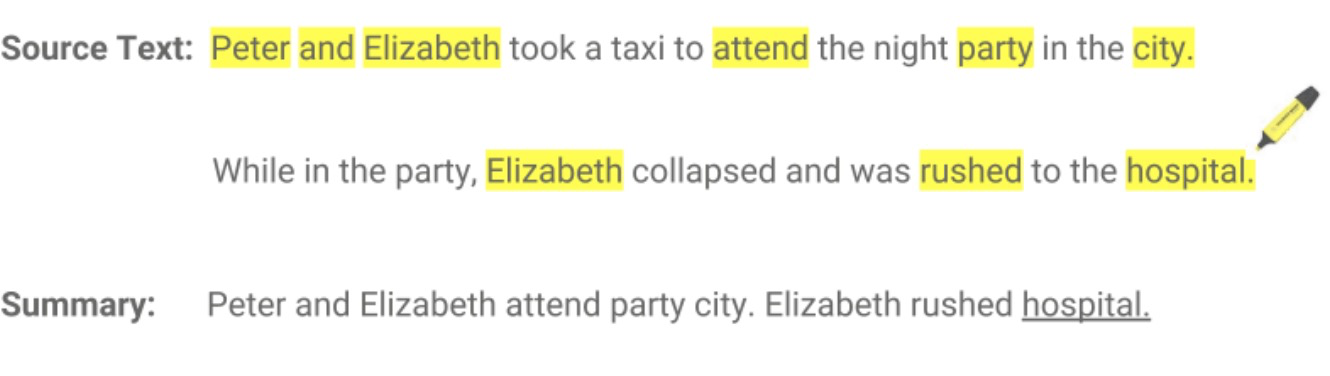 Source Text: Peter and Elizabeth took a taxi to attend the night party in the city.
While in the party, Elizabeth collapsed and was rushed to the hospital.
Summary: Peter and Elizabeth attend party city. Elizabeth rushed hospital.